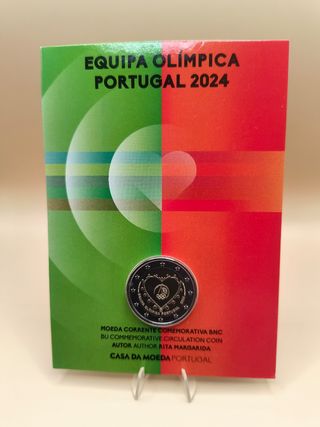 EQUIPA OLÍMPICA
PORTUGAL 2024
MOEDA CORRENTE COMEMORATIVA BNC
BU COMMEMORATIVE CIRCULATION COIN
AUTOR AUTHOR RITA MARGARIDA
CASA DA MOEDA PORTUGAL